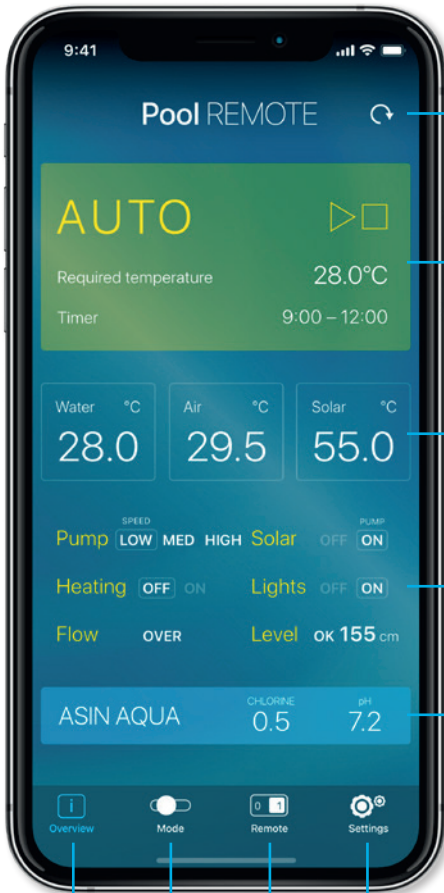 9:41
Pool REMOTE
AUTO
Required temperature 28.0°C
Timer 9:00 – 12:00
Water °C Air °C Solar °C
28.0 29.5 55.0
SPEED PUMP
Pump LOW MED HIGH Solar OFF ON
Heating OFF ON Lights OFF ON
Flow OVER Level OK 155 cm
CHLORINE pH
ASIN AQUA 0.5 7.2
i
0 1
Overview Mode Remote Settings